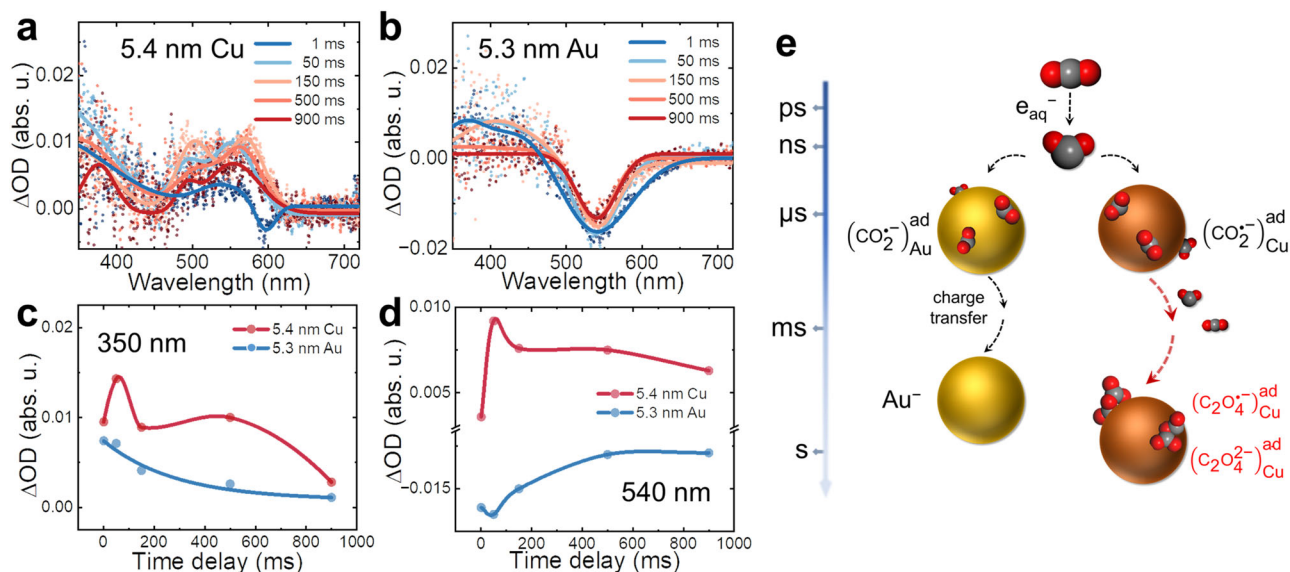 a
5.4 nm Cu
1 ms
50 ms
150 ms
500 ms
900 ms
0.02
0.01
0.00
ΔOD (abs. u.)
400 500 600 700
Wavelength (nm)
b
5.3 nm Au
1 ms
50 ms
150 ms
500 ms
900 ms
0.02
0.00
−0.02
ΔOD (abs. u.)
400 500 600 700
Wavelength (nm)
c
350 nm
5.4 nm Cu
5.3 nm Au
0.02
0.01
0.00
ΔOD (abs. u.)
0 200 400 600 800 1000
Time delay (ms)
d
0.010
0.005
−0.015
5.4 nm Cu
5.3 nm Au
540 nm
ΔOD (abs. u.)
0 200 400 600 800 1000
Time delay (ms)
e
ps
ns
µs
ms
s
e_aq⁻
(CO₂•⁻)ᵃᵈ_Au
(CO₂•⁻)ᵃᵈ_Cu
charge
transfer
Au⁻
(C₂O₄•⁻)ᵃᵈ_Cu
(C₂O₄²⁻)ᵃᵈ_Cu